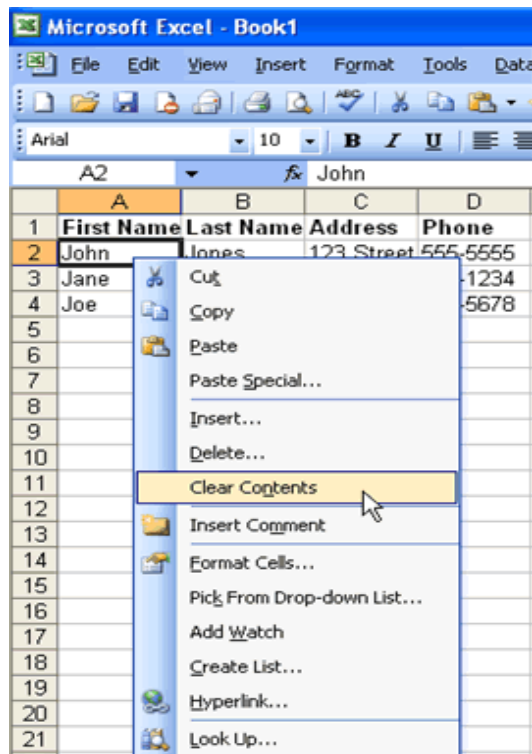 Microsoft Excel - Book1
File Edit View Insert Format Tools Data
ABC
Arial 10 B I U
A2 fx John
A B C D
1 First Name Last Name Address Phone
2 John Jones 123 Street 555-5555
3 Jane -1234
4 Joe -5678
5
6
7
8
9
10
11
12
13
14
15
16
17
18
19
20
21
Cut
Copy
Paste
Paste Special...
Insert...
Delete...
Clear Contents
Insert Comment
Format Cells...
Pick From Drop-down List...
Add Watch
Create List...
Hyperlink...
Look Up...